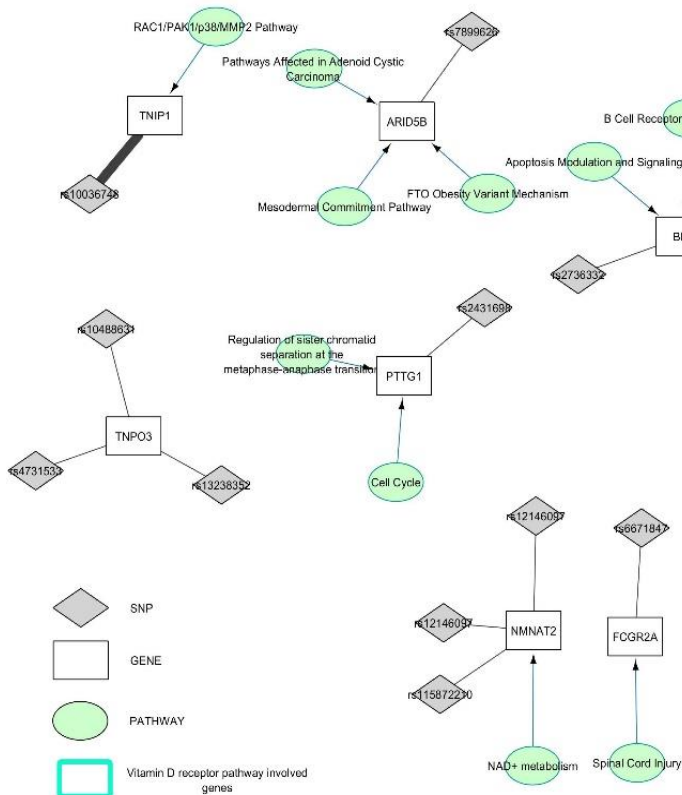 RAC1/PAK1/p38/MMP2 Pathway
rs7899626
Pathways Affected in Adenoid Cystic
Carcinoma
TNIP1
ARID5B
B Cell Receptor
Apoptosis Modulation and Signaling
rs10036748
Mesodermal Commitment Pathway
FTO Obesity Variant Mechanism
rs2736332
rs2431698
rs10488631
Regulation of sister chromatid
separation at the
metaphase-anaphase transition
PTTG1
TNPO3
rs4731533
rs13238352
Cell Cycle
rs12146097
rs6671847
SNP
rs12146097
NMNAT2
FCGR2A
GENE
rs115872210
PATHWAY
NAD+ metabolism
Spinal Cord Injury
Vitamin D receptor pathway involved
genes